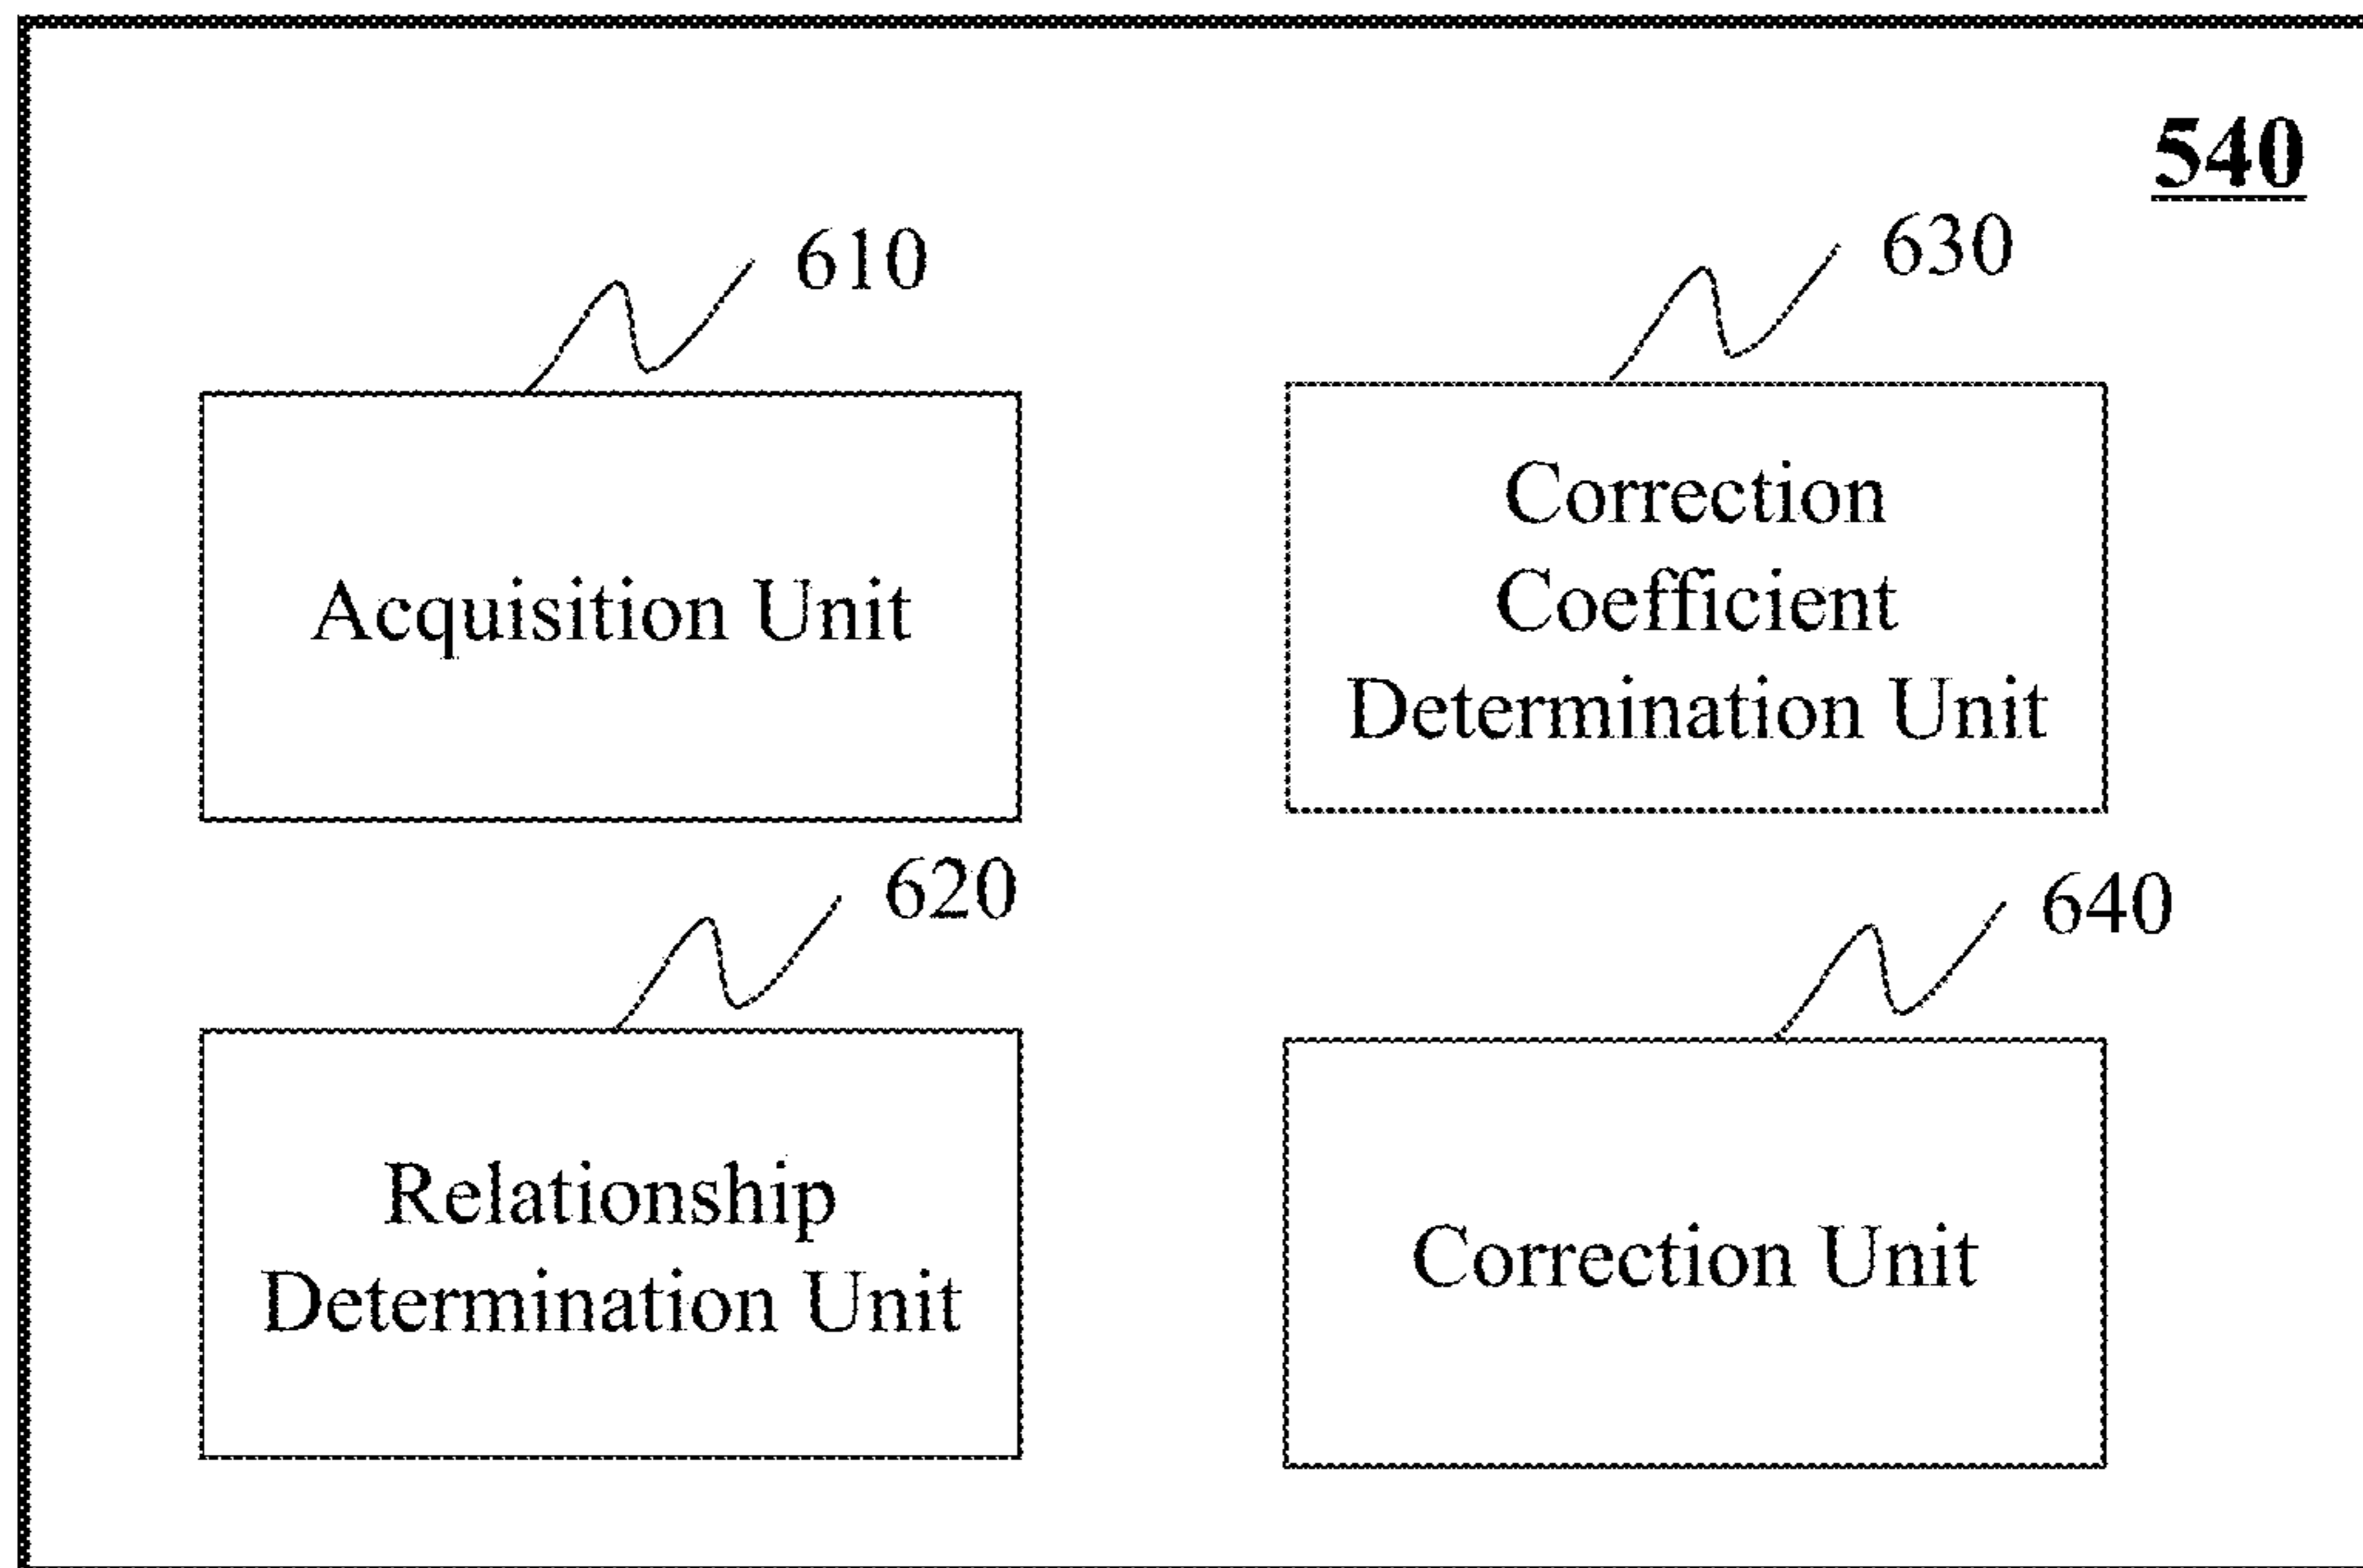 540
610
Acquisition Unit
630
Correction
Coefficient
Determination Unit
620
Relationship
Determination Unit
640
Correction Unit